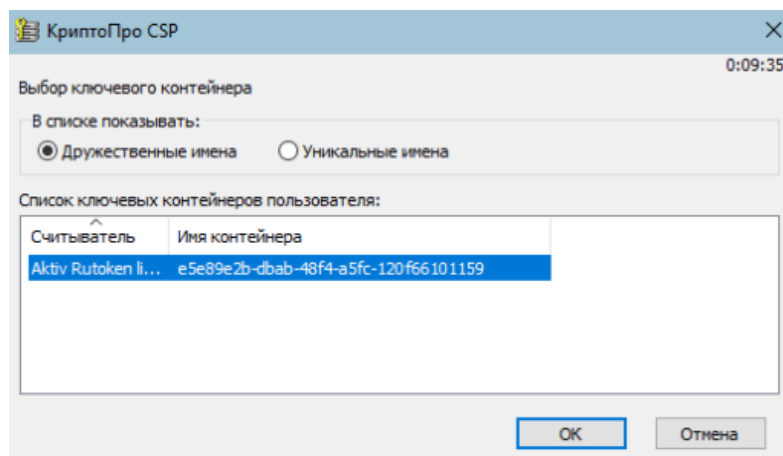 КриптоПро CSP
0:09:35
Выбор ключевого контейнера
В списке показывать:
Дружественные имена Уникальные имена
Список ключевых контейнеров пользователя:
Считыватель Имя контейнера
Aktiv Rutoken li... e5e89e2b-dbab-48f4-a5fc-120f66101159
OK Отмена